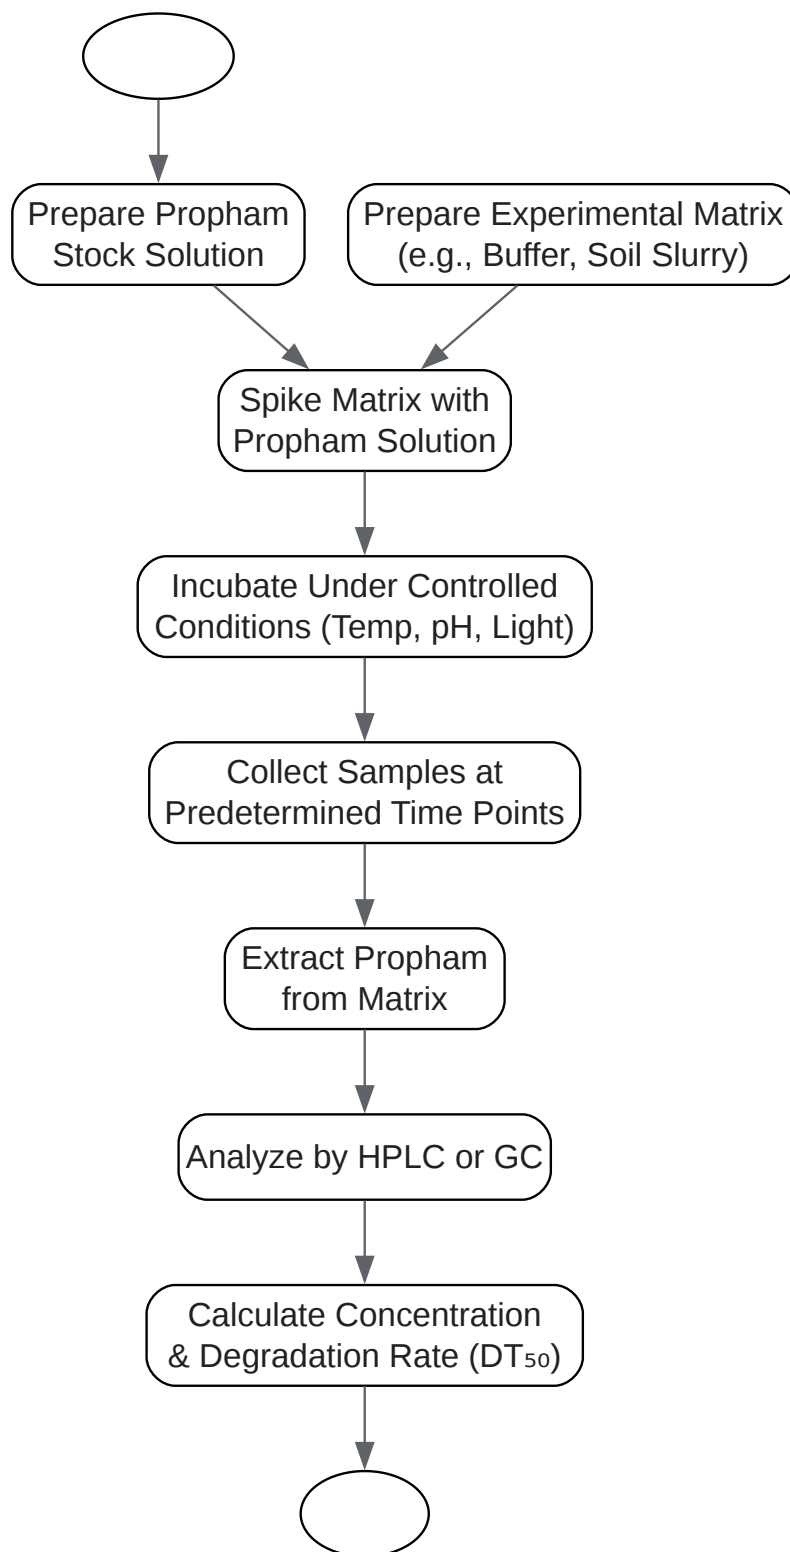 Prepare Propham
Stock Solution
Prepare Experimental Matrix
(e.g., Buffer, Soil Slurry)
Spike Matrix with
Propham Solution
Incubate Under Controlled
Conditions (Temp, pH, Light)
Collect Samples at
Predetermined Time Points
Extract Propham
from Matrix
Analyze by HPLC or GC
Calculate Concentration
& Degradation Rate (DT₅₀)